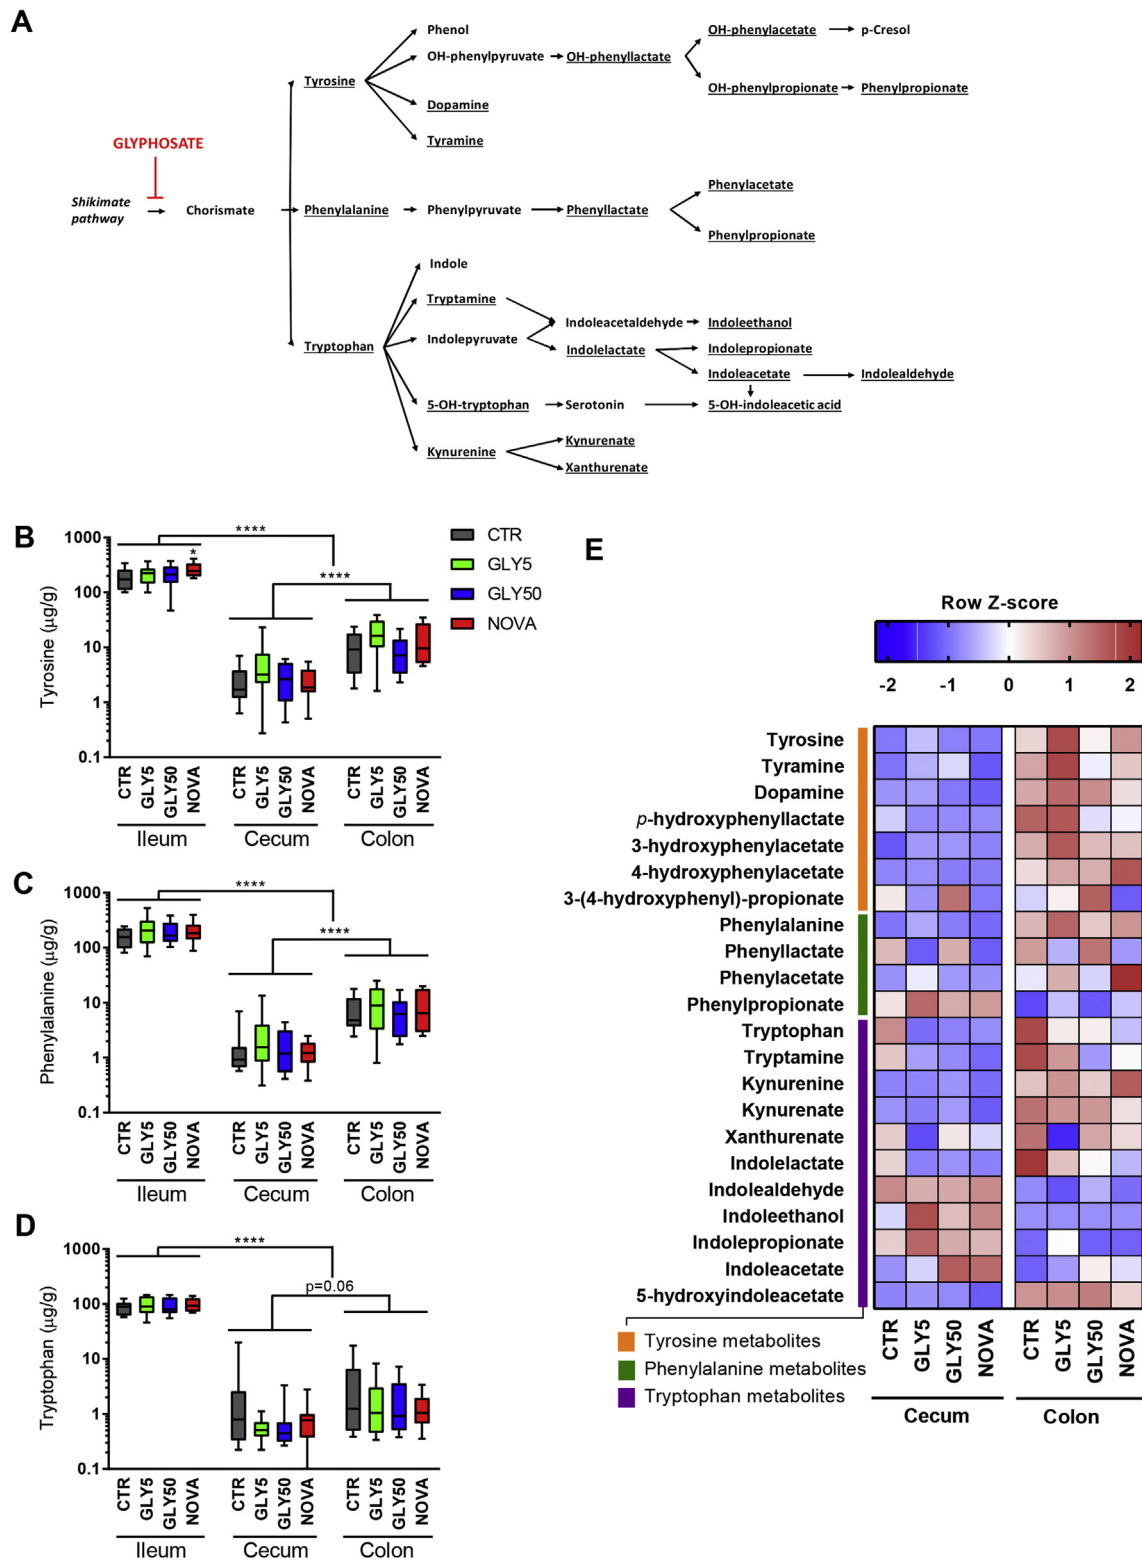 A
Phenol
OH-phenylacetate
p-Cresol
OH-phenylpyruvate
OH-phenyllactate
Tyrosine
OH-phenylpropionate
Phenylpropionate
Dopamine
Tyramine
GLYPHOSATE
Shikimate
pathway
Chorismate
Phenylalanine
Phenylpyruvate
Phenyllactate
Phenylacetate
Phenylpropionate
Indole
Tryptamine
Indoleacetaldehyde
Indoleethanol
Indolepyruvate
Tryptophan
Indolelactate
Indolepropionate
Indoleacetate
Indolealdehyde
5-OH-tryptophan
Serotonin
5-OH-indoleacetic acid
Kynurenine
Kynurenate
Xanthurenate
B
Tyrosine (µg/g)
1000
100
10
1
0.1
****
*
****
CTR
GLY5
GLY50
NOVA
CTR GLY5 GLY50 NOVA
CTR GLY5 GLY50 NOVA
CTR GLY5 GLY50 NOVA
Ileum Cecum Colon
C
Phenylalanine (µg/g)
1000
100
10
1
0.1
****
****
CTR GLY5 GLY50 NOVA
CTR GLY5 GLY50 NOVA
CTR GLY5 GLY50 NOVA
Ileum Cecum Colon
D
Tryptophan (µg/g)
1000
100
10
1
0.1
****
p=0.06
CTR GLY5 GLY50 NOVA
CTR GLY5 GLY50 NOVA
CTR GLY5 GLY50 NOVA
Ileum Cecum Colon
E
Row Z-score
-2 -1 0 1 2
Tyrosine
Tyramine
Dopamine
p-hydroxyphenyllactate
3-hydroxyphenylacetate
4-hydroxyphenylacetate
3-(4-hydroxyphenyl)-propionate
Phenylalanine
Phenyllactate
Phenylacetate
Phenylpropionate
Tryptophan
Tryptamine
Kynurenine
Kynurenate
Xanthurenate
Indolelactate
Indolealdehyde
Indoleethanol
Indolepropionate
Indoleacetate
5-hydroxyindoleacetate
CTR GLY5 GLY50 NOVA
CTR GLY5 GLY50 NOVA
Cecum Colon
Tyrosine metabolites
Phenylalanine metabolites
Tryptophan metabolites